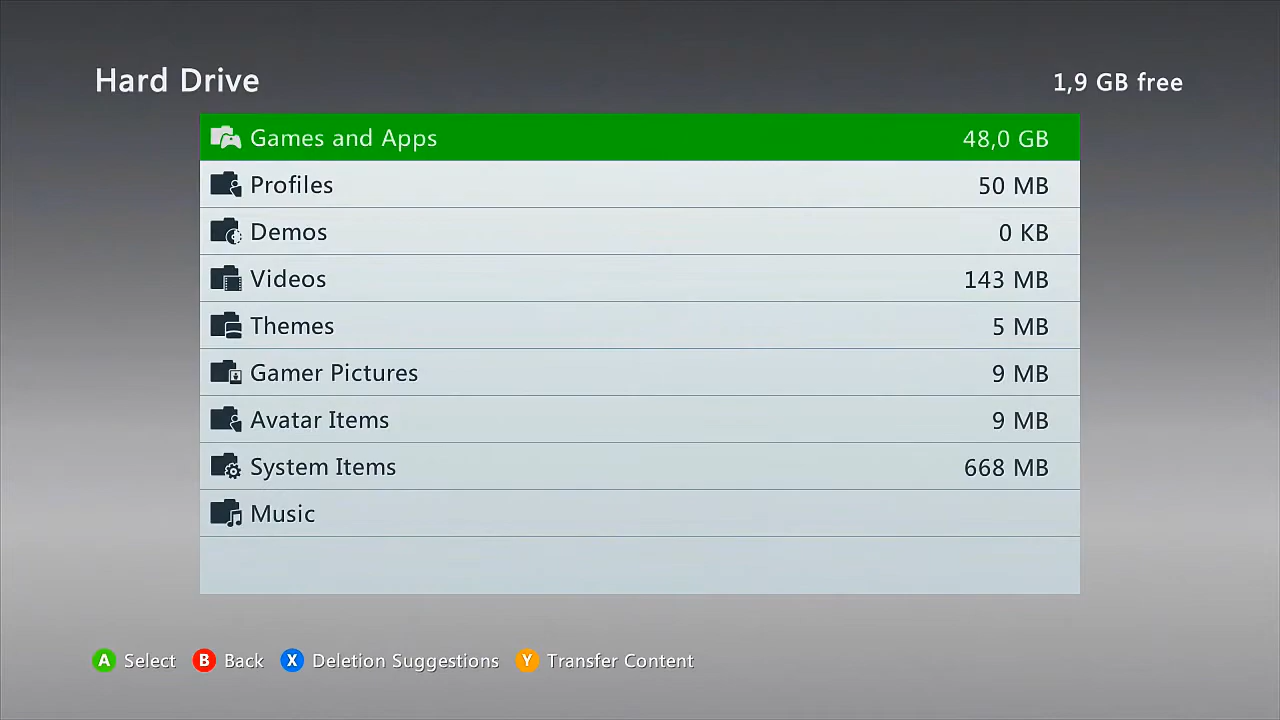 Hard Drive 1,9 GB free
Games and Apps 48,0 GB
Profiles 50 MB
Demos 0 KB
Videos 143 MB
Themes 5 MB
Gamer Pictures 9 MB
Avatar Items 9 MB
System Items 668 MB
Music
A Select B Back X Deletion Suggestions Y Transfer Content